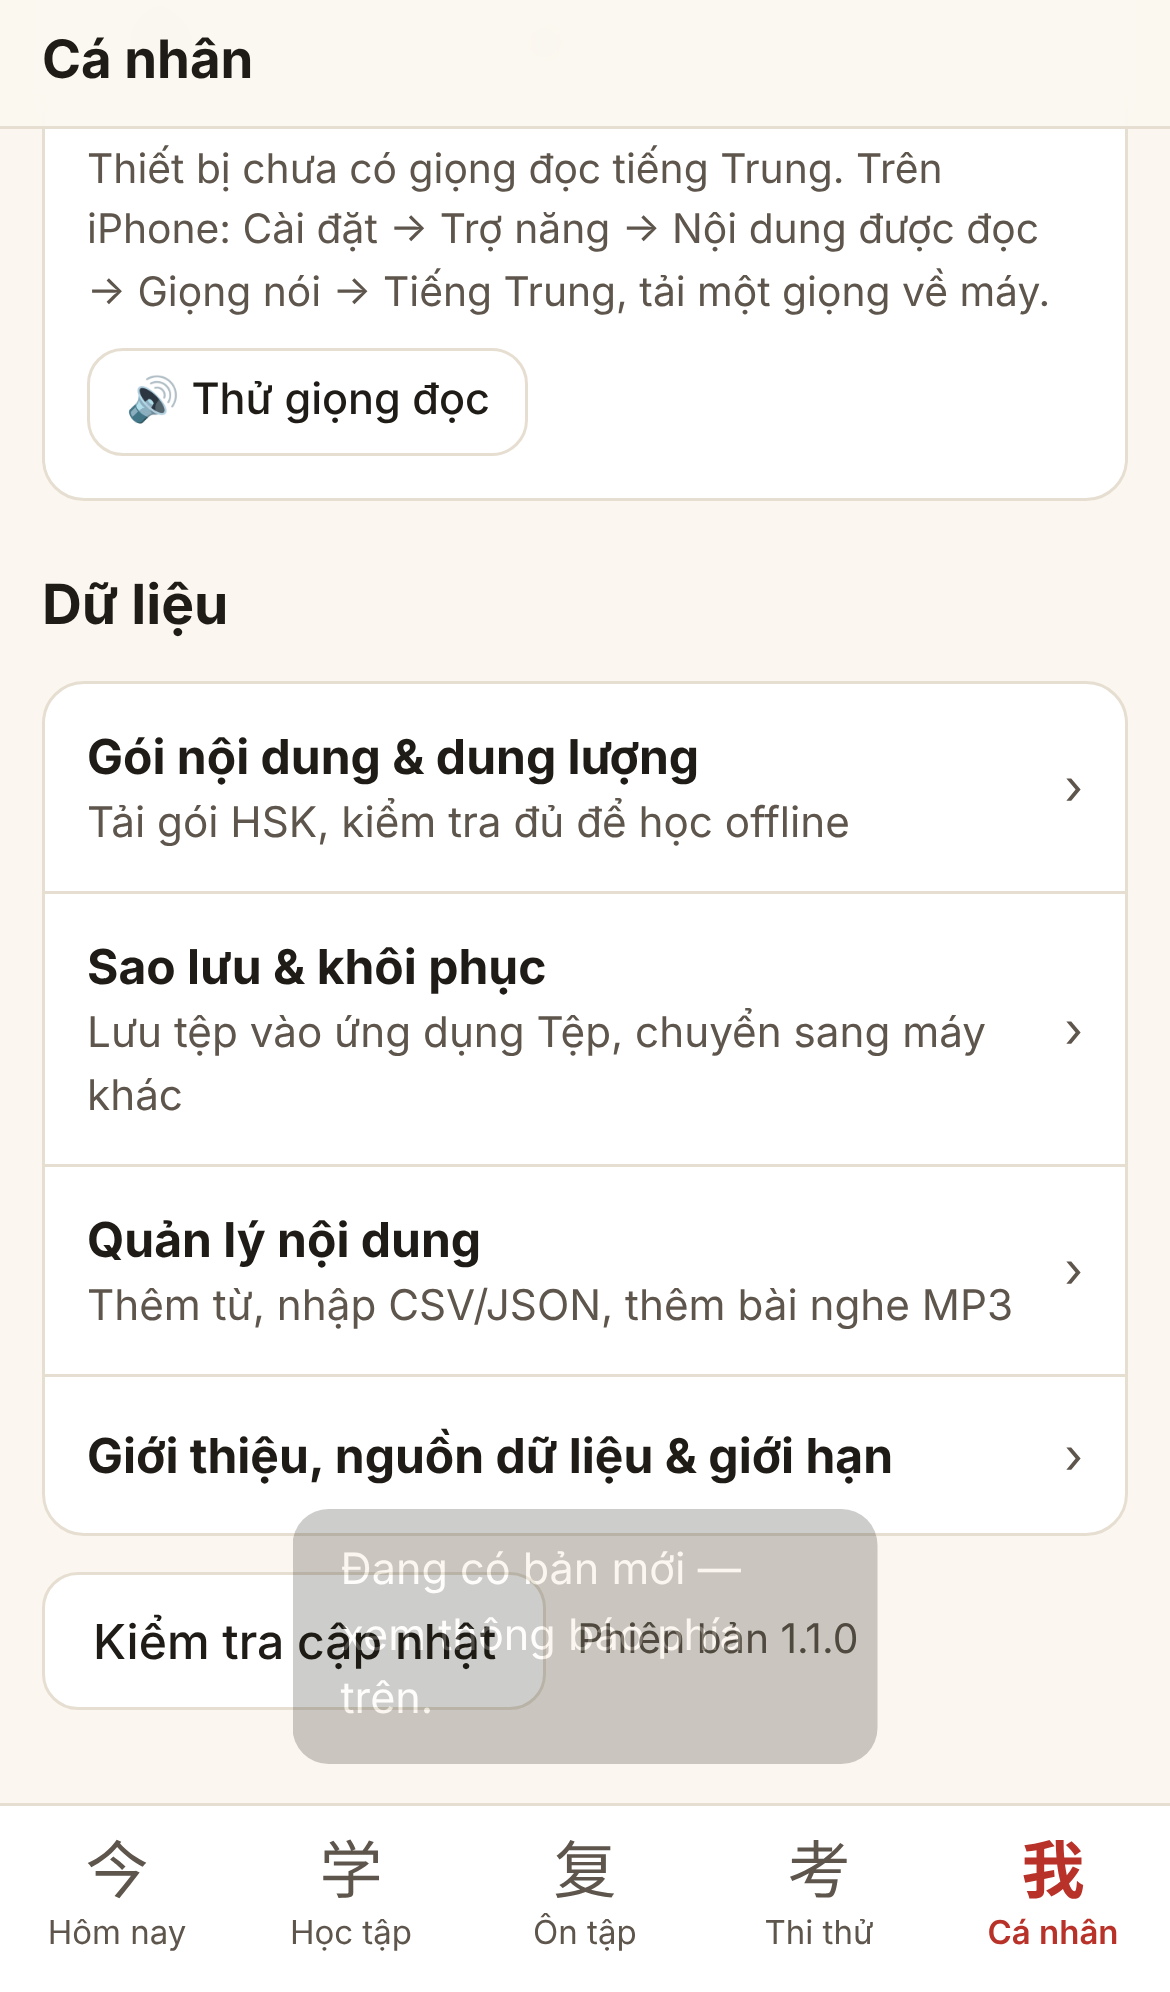 Cá nhân
Thiết bị chưa có giọng đọc tiếng Trung. Trên
iPhone: Cài đặt → Trợ năng → Nội dung được đọc
→ Giọng nói → Tiếng Trung, tải một giọng về máy.
🔊 Thử giọng đọc
Dữ liệu
Gói nội dung & dung lượng
Tải gói HSK, kiểm tra đủ để học offline
›
Sao lưu & khôi phục
Lưu tệp vào ứng dụng Tệp, chuyển sang máy
khác
›
Quản lý nội dung
Thêm từ, nhập CSV/JSON, thêm bài nghe MP3
›
Giới thiệu, nguồn dữ liệu & giới hạn ›
Đang có bản mới —
xem thông báo phía
trên.
Kiểm tra cập nhật
Phiên bản 1.1.0
今 学 复 考 我
Hôm nay Học tập Ôn tập Thi thử Cá nhân